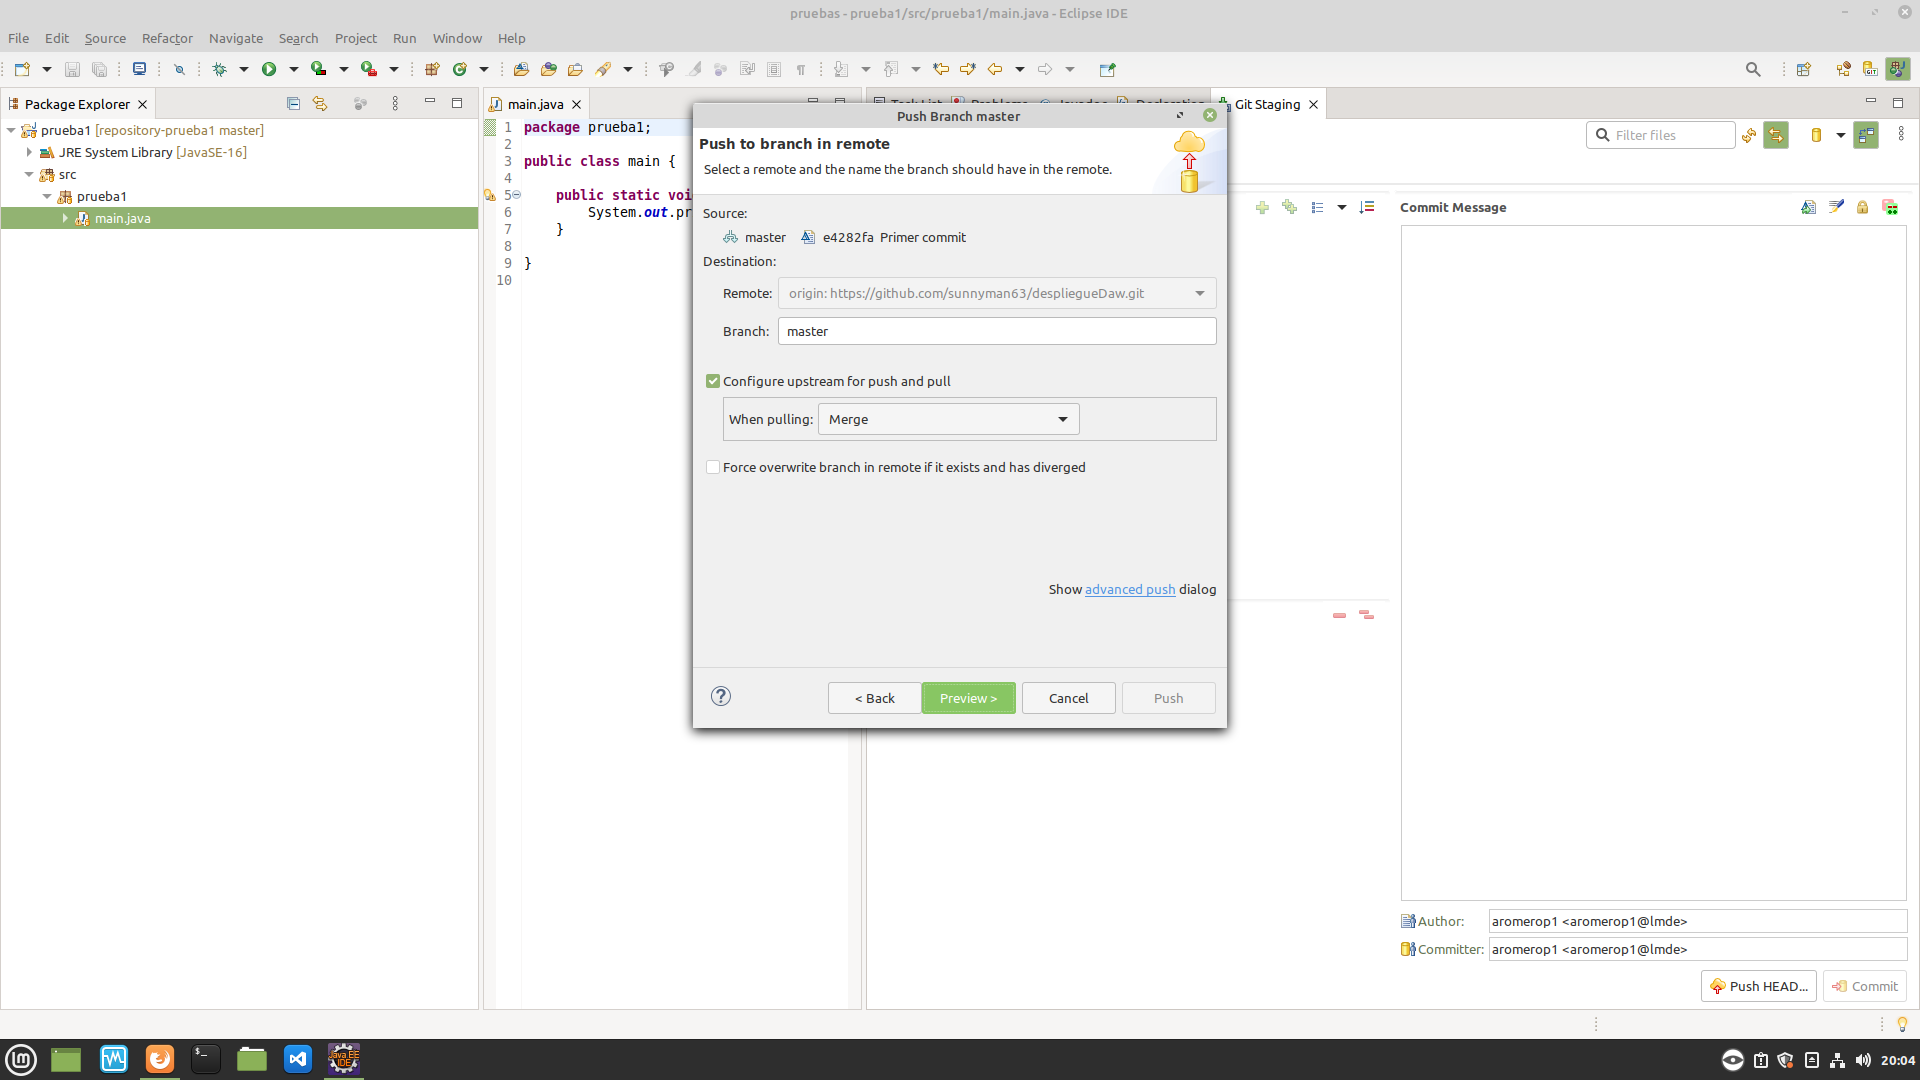 pruebas - prueba1/src/prueba1/main.java - Eclipse IDE
File Edit Source Refactor Navigate Search Project Run Window Help
Package Explorer
prueba1 [repository-prueba1 master]
JRE System Library [JavaSE-16]
src
prueba1
main.java
main.java
1 package prueba1;
2
3 public class main {
4
5 public static voi
6 System.out.pr
7 }
8
9 }
10
Git Staging
Filter files
Commit Message
Author: aromerop1 <aromerop1@lmde>
Committer: aromerop1 <aromerop1@lmde>
Push HEAD...
Commit
Push Branch master
Push to branch in remote
Select a remote and the name the branch should have in the remote.
Source:
master e4282fa Primer commit
Destination:
Remote: origin: https://github.com/sunnyman63/despliegueDaw.git
Branch: master
Configure upstream for push and pull
When pulling: Merge
Force overwrite branch in remote if it exists and has diverged
Show advanced push dialog
< Back
Preview >
Cancel
Push
Java EE
IDE
20:04